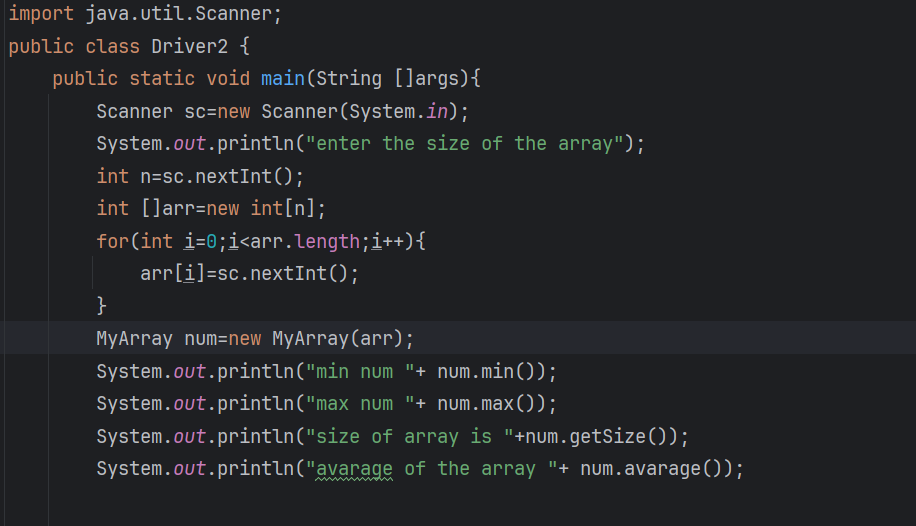 import java.util.Scanner;
public class Driver2 {
    public static void main(String []args){
        Scanner sc=new Scanner(System.in);
        System.out.println("enter the size of the array");
        int n=sc.nextInt();
        int []arr=new int[n];
        for(int i=0;i<arr.length;i++){
            arr[i]=sc.nextInt();
        }
        MyArray num=new MyArray(arr);
        System.out.println("min num "+ num.min());
        System.out.println("max num "+ num.max());
        System.out.println("size of array is "+num.getSize());
        System.out.println("avarage of the array "+ num.avarage());